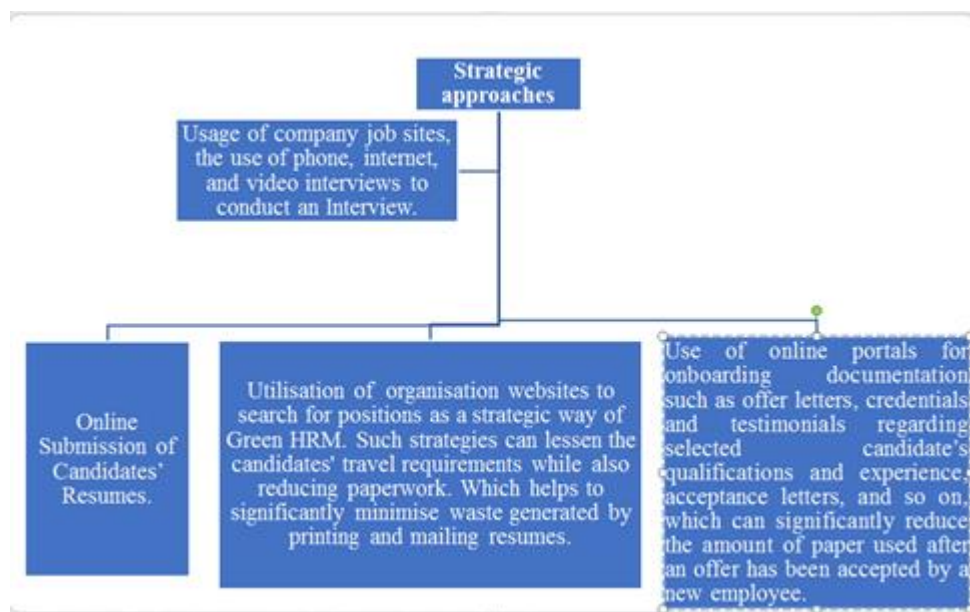 Strategic
approaches
Usage of company job sites,
the use of phone, internet,
and video interviews to
conduct an Interview.
Online
Submission of
Candidates’
Resumes.
Utilisation of organisation websites to
search for positions as a strategic way of
Green HRM. Such strategies can lessen the
candidates' travel requirements while also
reducing paperwork. Which helps to
significantly minimise waste generated by
printing and mailing resumes.
Use of online portals for
onboarding documentation
such as offer letters, credentials
and testimonials regarding
selected candidate’s
qualifications and experience,
acceptance letters, and so on,
which can significantly reduce
the amount of paper used after
an offer has been accepted by a
new employee.